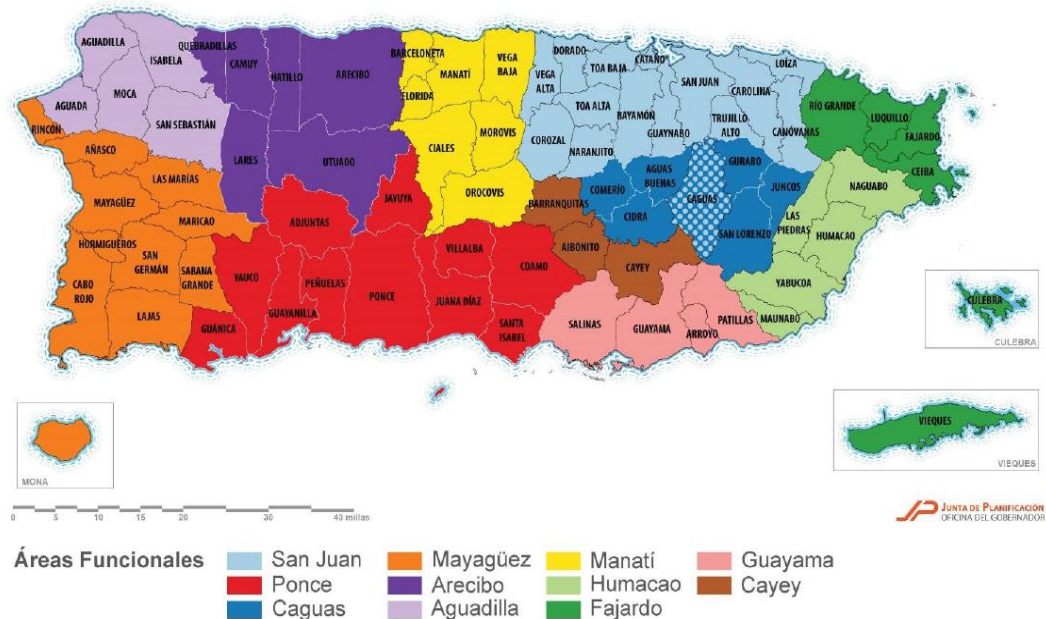 AGUADILLA
ISABELA
QUEBRADILLAS
CAMUY
HATILLO
ARECIBO
BARCELONETA
MANATÍ
VEGA
BAJA
FLORIDA
VEGA
ALTA
DORADO
TOA BAJA
CATAÑO
SAN JUAN
LOÍZA
CAROLINA
AGUADA
MOCA
SAN SEBASTIÁN
TOA ALTA
BAYAMÓN
GUAYNABO
TRUJILLO
ALTO
CANÓVANAS
RÍO GRANDE
LUQUILLO
FAJARDO
CEIBA
RINCÓN
AÑASCO
LARES
UTUADO
CIALES
MOROVIS
COROZAL
NARANJITO
LAS MARÍAS
MAYAGÜEZ
MARICAO
ADJUNTAS
JAYUYA
OROCOVIS
BARRANQUITAS
COMERÍO
AGUAS
BUENAS
CAGUAS
GURABO
JUNCOS
NAGUABO
CIDRA
SAN LORENZO
LAS
PIEDRAS
HUMACAO
HORMIGUEROS
SAN
GERMÁN
SABANA
GRANDE
CABO
ROJO
LAJAS
YAUCO
PEÑUELAS
GUAYANILLA
GUÁNICA
PONCE
VILLALBA
JUANA DÍAZ
COAMO
SANTA
ISABEL
AIBONITO
CAYEY
SALINAS
GUAYAMA
ARROYO
PATILLAS
YABUCOA
MAUNABO
CULEBRA
CULEBRA
VIEQUES
VIEQUES
MONA
0 5 10 15 20 30 40 millas
JP JUNTA DE PLANIFICACIÓN
OFICINA DEL GOBERNADOR
Áreas Funcionales
San Juan
Mayagüez
Manatí
Guayama
Ponce
Arecibo
Humacao
Cayey
Caguas
Aguadilla
Fajardo